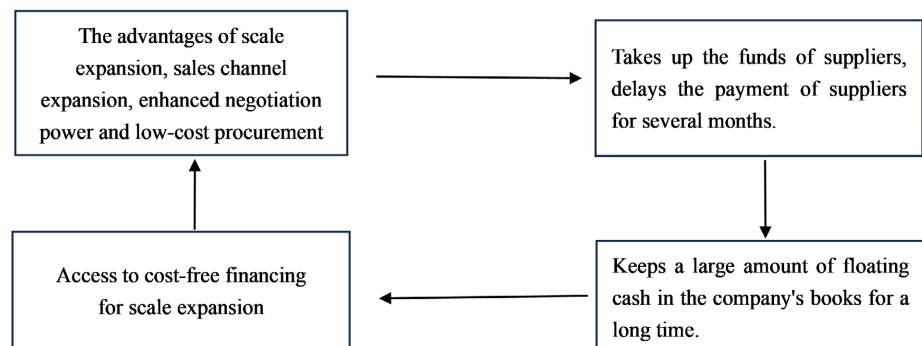 The advantages of scale
expansion, sales channel
expansion, enhanced negotiation
power and low-cost procurement
Takes up the funds of suppliers,
delays the payment of suppliers
for several months.
Keeps a large amount of floating
cash in the company's books for a
long time.
Access to cost-free financing
for scale expansion